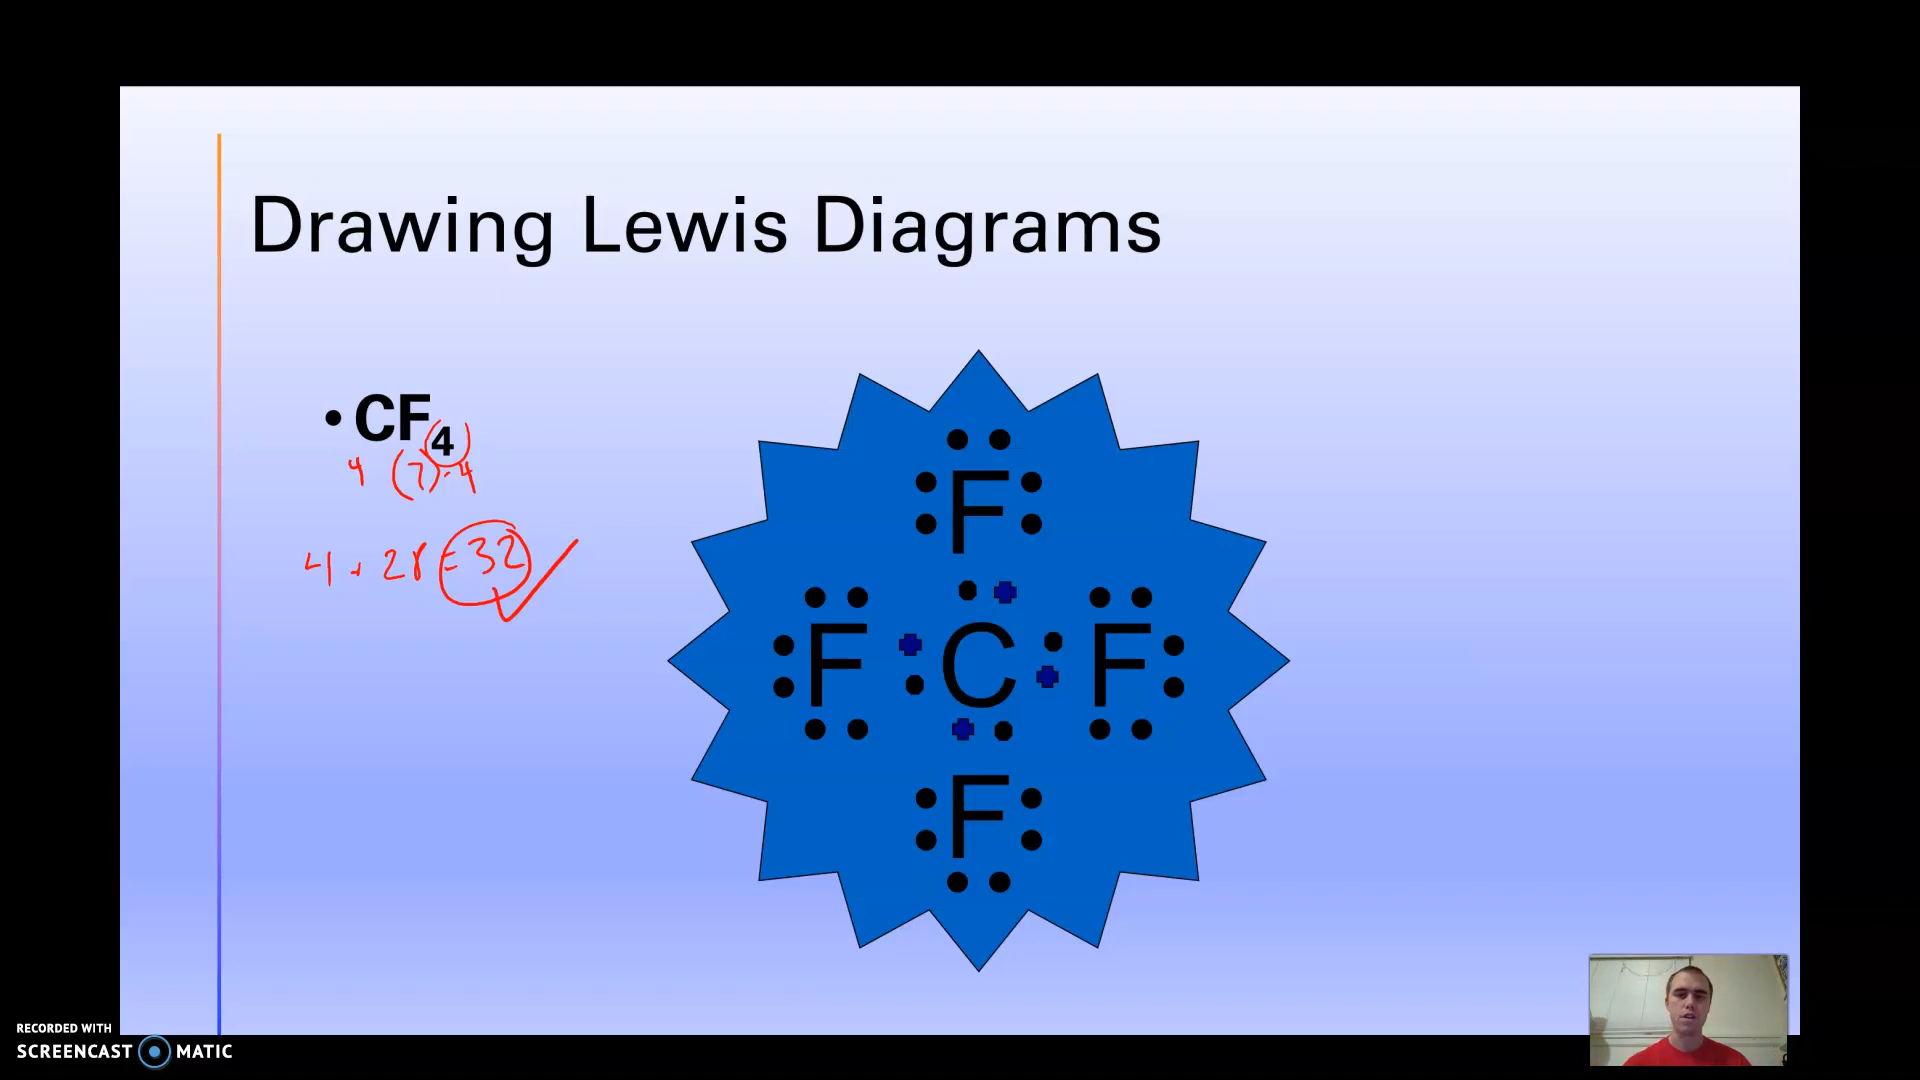 Drawing Lewis Diagrams
• CF4
4 (7)·4
4 + 28 = 32
F
F C F
F
RECORDED WITH
SCREENCAST MATIC